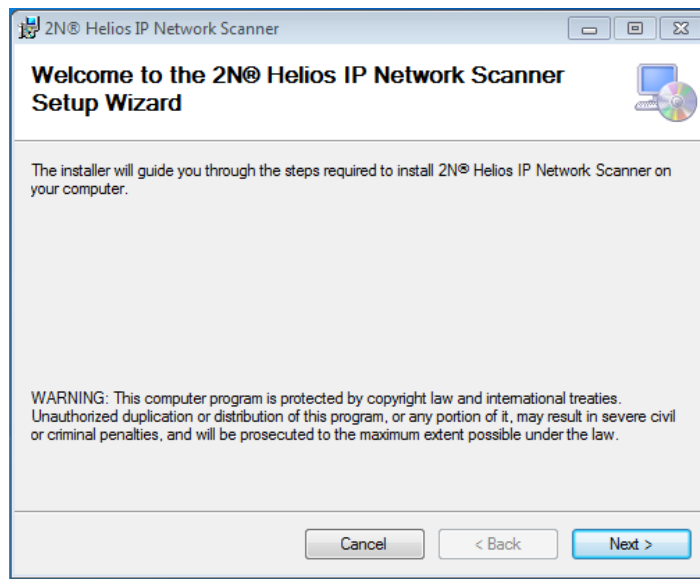 2N® Helios IP Network Scanner
Welcome to the 2N® Helios IP Network Scanner
Setup Wizard
The installer will guide you through the steps required to install 2N® Helios IP Network Scanner on
your computer.
WARNING: This computer program is protected by copyright law and international treaties.
Unauthorized duplication or distribution of this program, or any portion of it, may result in severe civil
or criminal penalties, and will be prosecuted to the maximum extent possible under the law.
Cancel
< Back
Next >